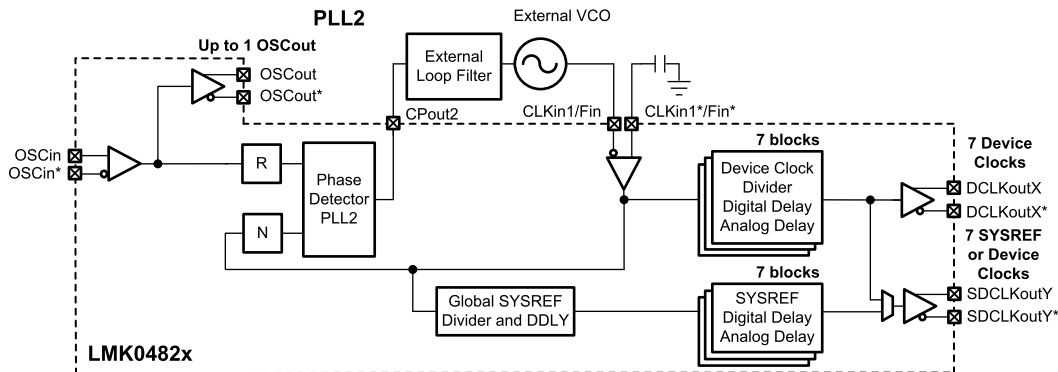 PLL2
External VCO
Up to 1 OSCout
OSCout
OSCout*
External
Loop Filter
CPout2
CLKin1/Fin
CLKin1*/Fin*
OSCin
OSCin*
R
N
Phase
Detector
PLL2
7 blocks
Device Clock
Divider
Digital Delay
Analog Delay
7 Device
Clocks
DCLKoutX
DCLKoutX*
7 SYSREF
or Device
Clocks
7 blocks
Global SYSREF
Divider and DDLY
SYSREF
Digital Delay
Analog Delay
SDCLKoutY
SDCLKoutY*
LMK0482x